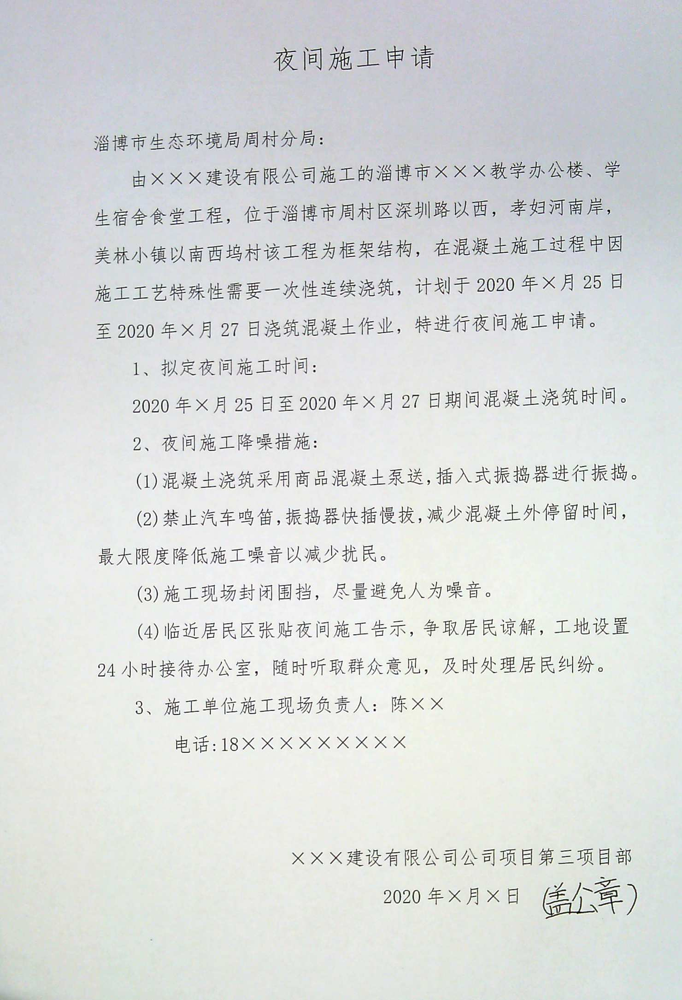 夜间施工申请
淄博市生态环境局周村分局：
由×××建设有限公司施工的淄博市×××教学办公楼、学
生宿舍食堂工程，位于淄博市周村区深圳路以西，孝妇河南岸，
美林小镇以南西坞村该工程为框架结构，在混凝土施工过程中因
施工工艺特殊性需要一次性连续浇筑，计划于 2020 年×月 25 日
至 2020 年×月 27 日浇筑混凝土作业，特进行夜间施工申请。
1、拟定夜间施工时间：
2020 年×月 25 日至 2020 年×月 27 日期间混凝土浇筑时间。
2、夜间施工降噪措施：
(1)混凝土浇筑采用商品混凝土泵送,插入式振捣器进行振捣。
(2)禁止汽车鸣笛,振捣器快插慢拔,减少混凝土外停留时间，
最大限度降低施工噪音以减少扰民。
(3)施工现场封闭围挡，尽量避免人为噪音。
(4)临近居民区张贴夜间施工告示，争取居民谅解，工地设置
24 小时接待办公室，随时听取群众意见，及时处理居民纠纷。
3、施工单位施工现场负责人：陈××
电话:18×××××××××
×××建设有限公司公司项目第三项目部
2020 年×月×日 （盖公章）